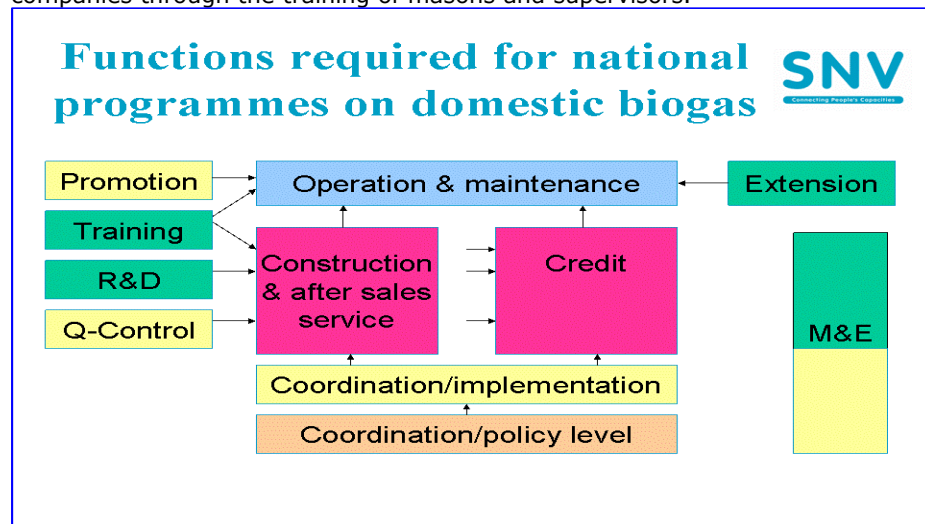 companies through the training of masons and supervisors.
Functions required for national
programmes on domestic biogas
SNV
Connecting People's Capacities
Promotion
Operation & maintenance
Extension
Training
Construction
& after sales
service
Credit
R&D
Q-Control
M&E
Coordination/implementation
Coordination/policy level